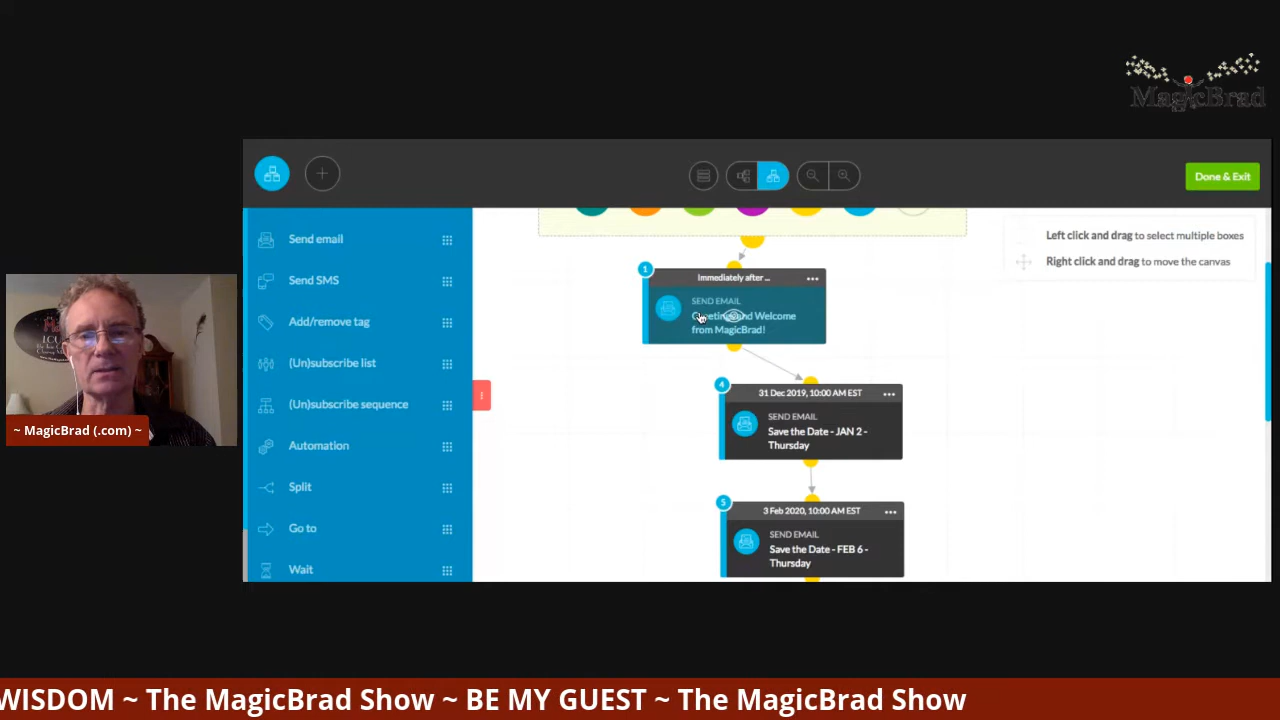 MagicBrad
Done & Exit
Send email
Send SMS
Add/remove tag
(Un)subscribe list
(Un)subscribe sequence
Automation
Split
Go to
Wait
Left click and drag to select multiple boxes
Right click and drag to move the canvas
1
Immediately after ...
SEND EMAIL
Greetings and Welcome
from MagicBrad!
4
31 Dec 2019, 10:00 AM EST
SEND EMAIL
Save the Date - JAN 2 -
Thursday
5
3 Feb 2020, 10:00 AM EST
SEND EMAIL
Save the Date - FEB 6 -
Thursday
~ MagicBrad (.com) ~
WISDOM ~ The MagicBrad Show ~ BE MY GUEST ~ The MagicBrad Show